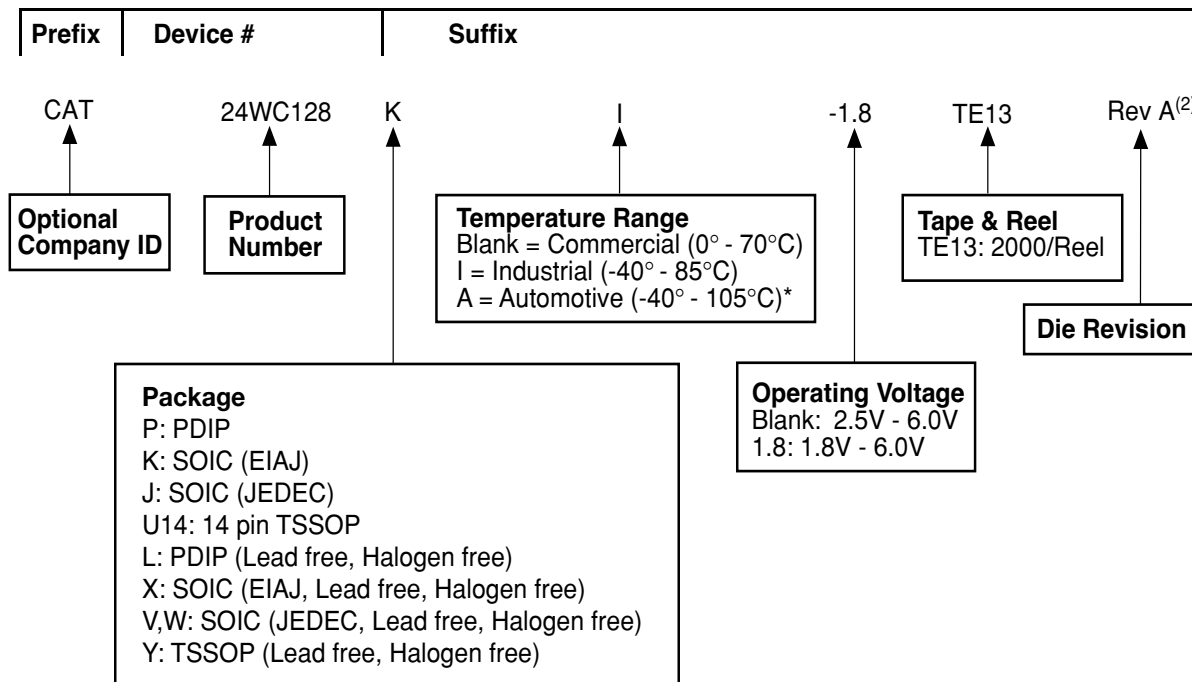 Prefix Device # Suffix
CAT 24WC128 K I -1.8 TE13 Rev A(2)
Optional
Company ID
Product
Number
Temperature Range
Blank = Commercial (0° - 70°C)
I = Industrial (-40° - 85°C)
A = Automotive (-40° - 105°C)*
Tape & Reel
TE13: 2000/Reel
Die Revision
Package
P: PDIP
K: SOIC (EIAJ)
J: SOIC (JEDEC)
U14: 14 pin TSSOP
L: PDIP (Lead free, Halogen free)
X: SOIC (EIAJ, Lead free, Halogen free)
V,W: SOIC (JEDEC, Lead free, Halogen free)
Y: TSSOP (Lead free, Halogen free)
Operating Voltage
Blank: 2.5V - 6.0V
1.8: 1.8V - 6.0V